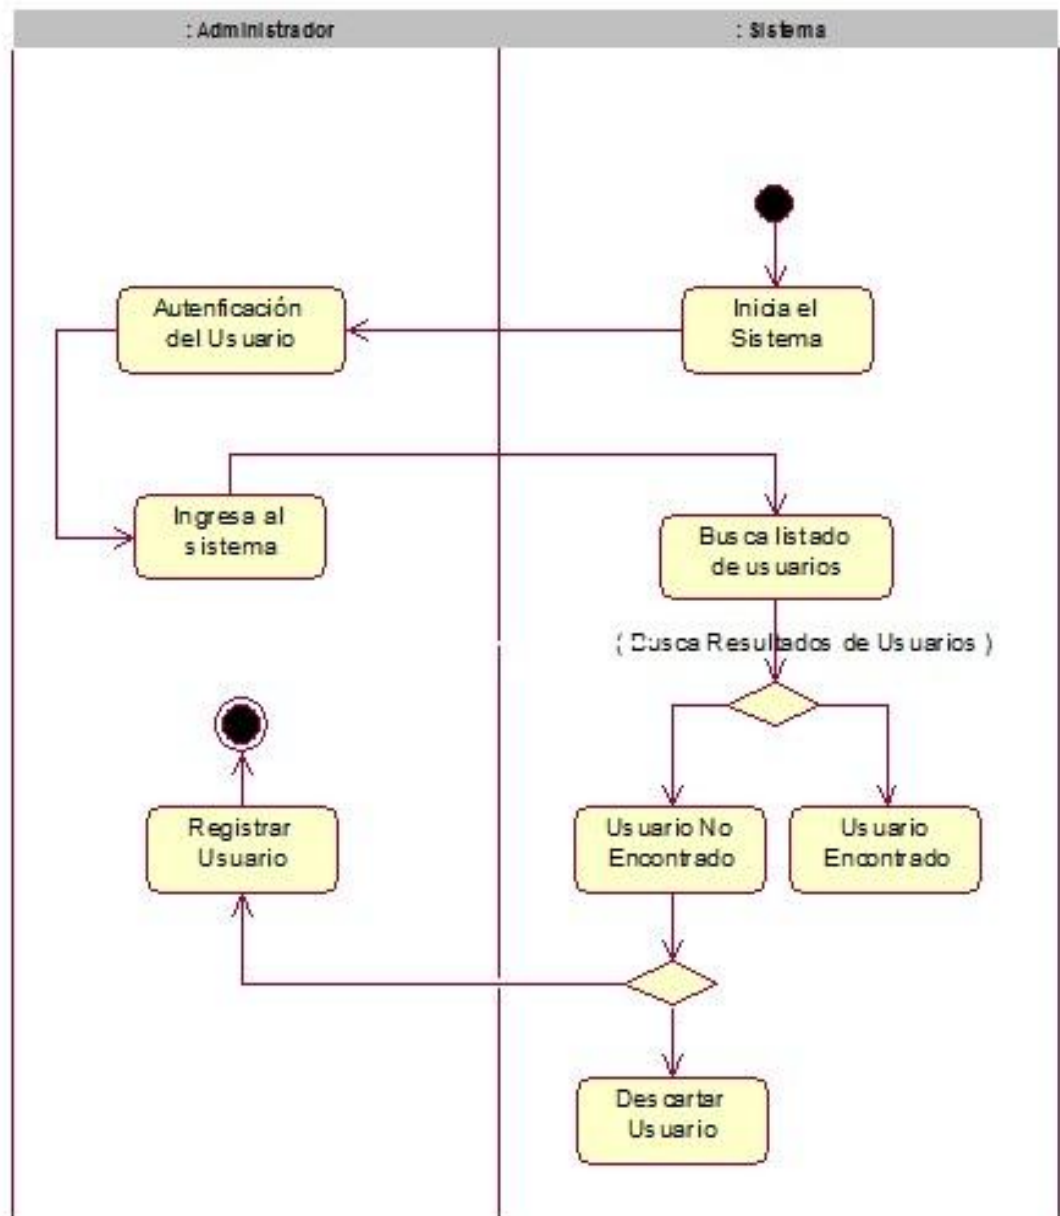 : Administrador
: Sistema
Autenficación
del Usuario
Inicia el
Sistema
Ingresa al
sistema
Busca listado
de usuarios
( Busca Resultados de Usuarios )
Registrar
Usuario
Usuario No
Encontrado
Usuario
Encontrado
Descartar
Usuario